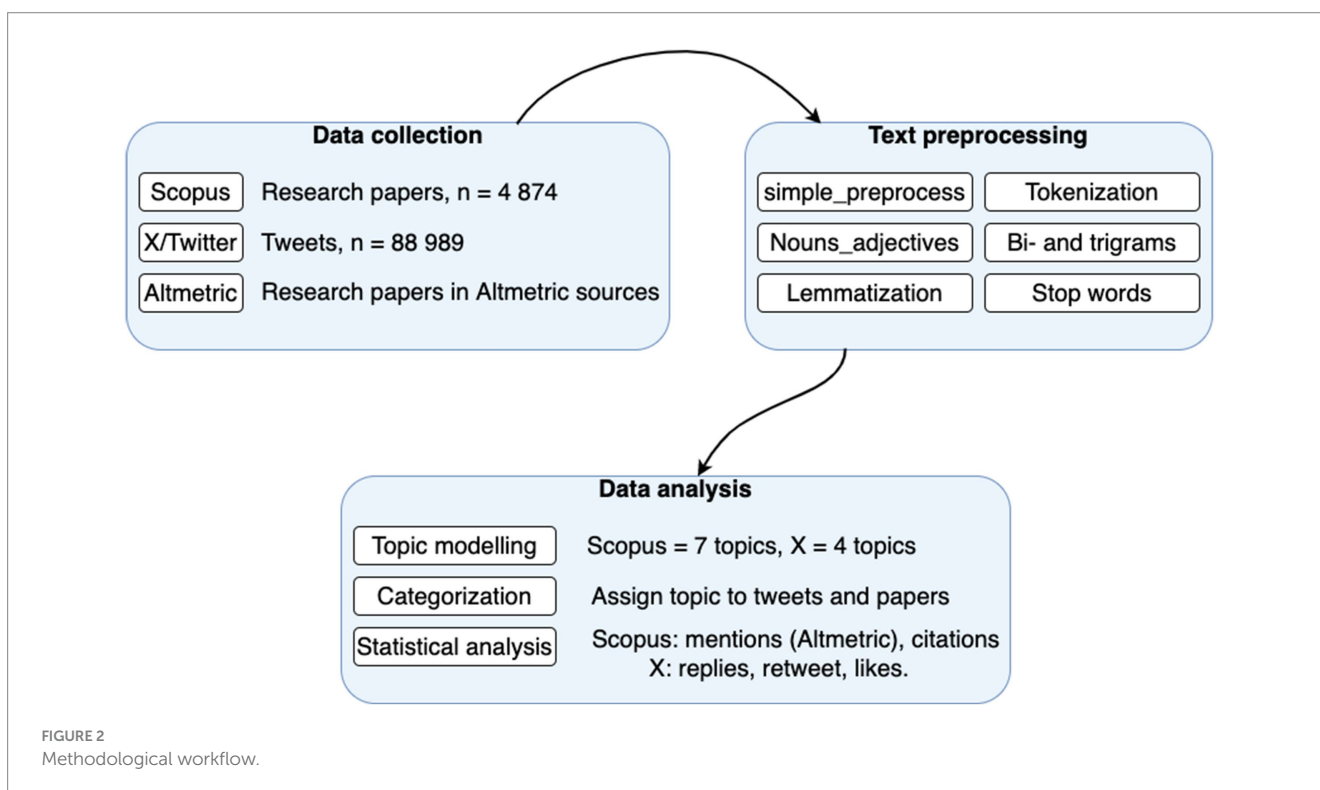 Data collection
Scopus Research papers, n = 4 874
X/Twitter Tweets, n = 88 989
Altmetric Research papers in Altmetric sources
Text preprocessing
simple_preprocess Tokenization
Nouns_adjectives Bi- and trigrams
Lemmatization Stop words
Data analysis
Topic modelling Scopus = 7 topics, X = 4 topics
Categorization Assign topic to tweets and papers
Statistical analysis Scopus: mentions (Altmetric), citations
X: replies, retweet, likes.
FIGURE 2
Methodological workflow.